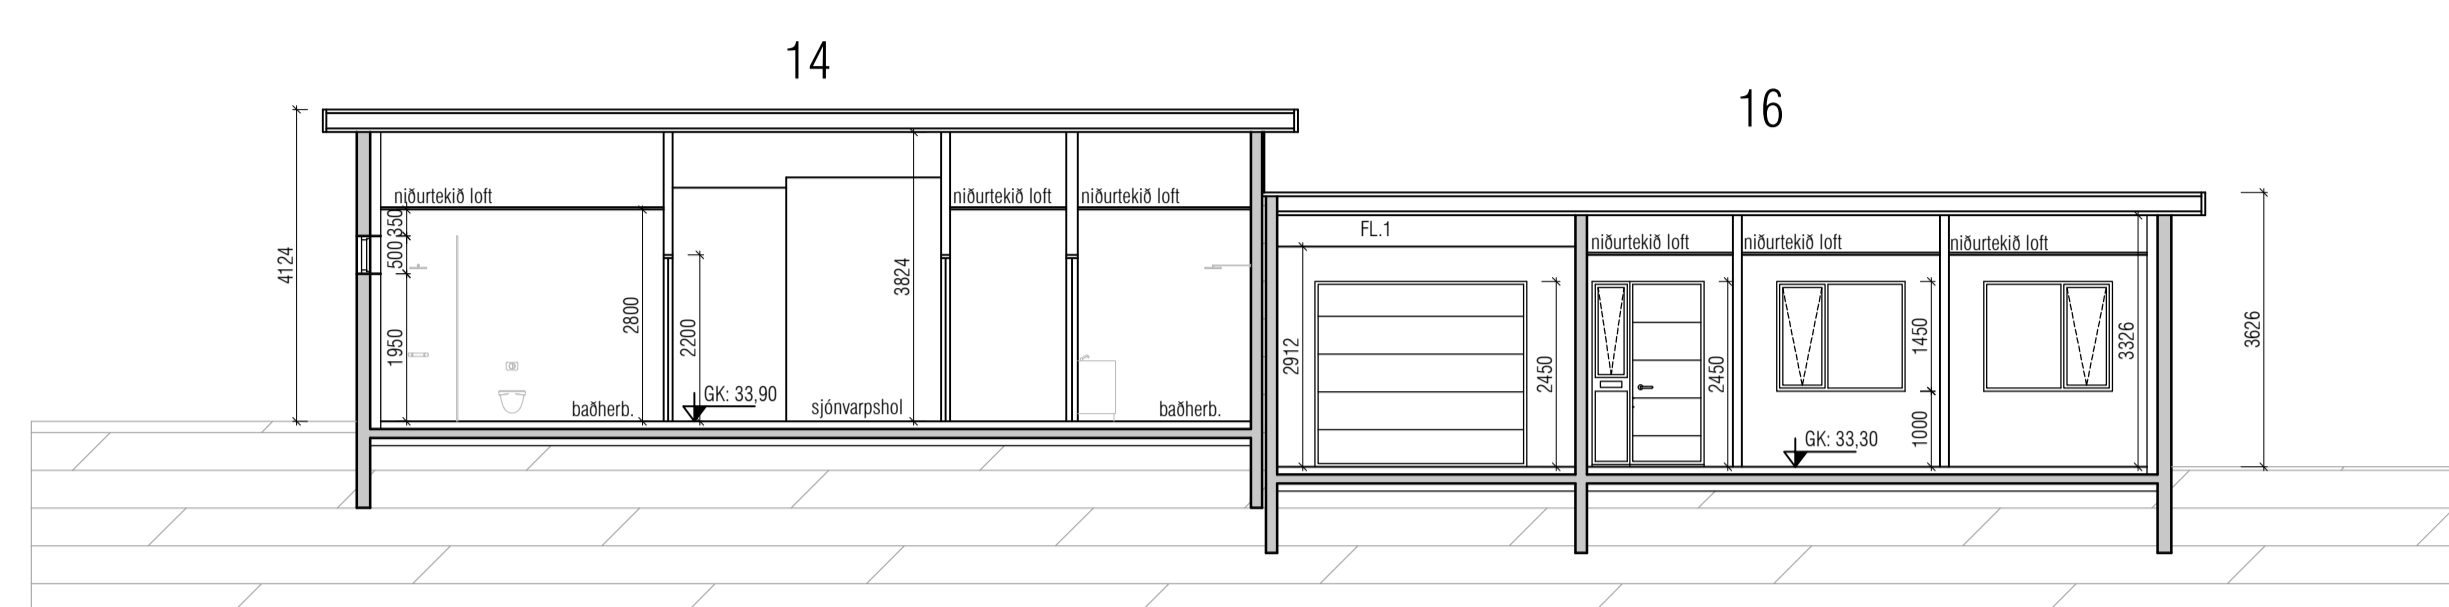 14
16
niðurtekið loft
niðurtekið loft
niðurtekið loft
FL.1
niðurtekið loft
niðurtekið loft
niðurtekið loft
4124
350
500
1950
2800
2200
3824
GK: 33,90
baðherb.
sjónvarpshol
baðherb.
2912
2450
2450
1450
1000
3326
3626
GK: 33,30